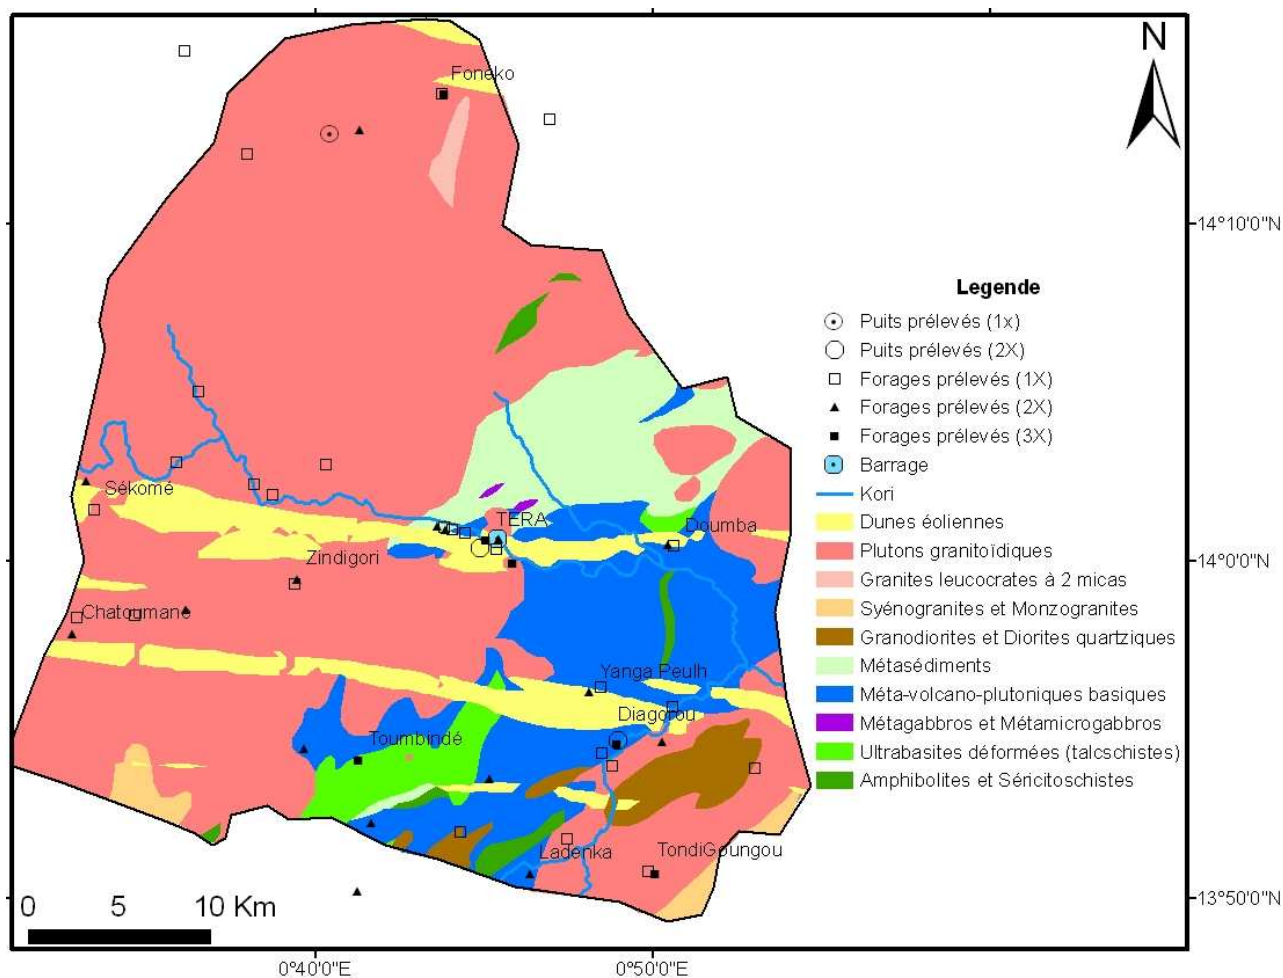 N
Foneko
14°10'0"N
Legende
Puits prélevés (1x)
Puits prélevés (2X)
Forages prélevés (1X)
Forages prélevés (2X)
Forages prélevés (3X)
Barrage
Kori
Dunes éoliennes
Plutons granitoïdiques
Granites leucocrates à 2 micas
Syénogranites et Monzogranites
Granodiorites et Diorites quartziques
Métasédiments
Méta-volcano-plutoniques basiques
Métagabbros et Métamicrogabbros
Ultrabasites déformées (talcschistes)
Amphibolites et Séricitoschistes
Sékomé
TERA
Doumba
Zindigori
14°0'0"N
Chatoumane
Yanga Peulh
Diagorou
Toumbindé
Ladenka
TondiGoungou
13°50'0"N
0 5 10 Km
0°40'0"E
0°50'0"E